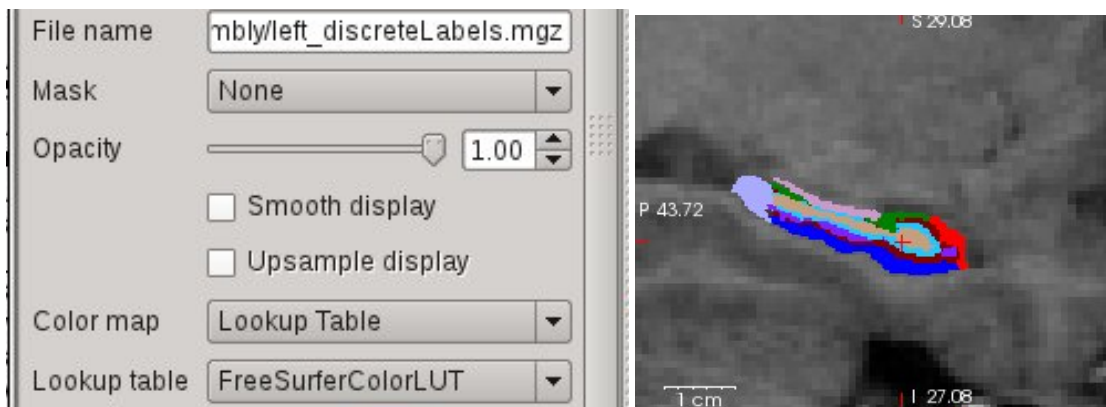 File name mbly/left_discreteLabels.mgz
Mask None
Opacity 1.00
Smooth display
Upsample display
Color map Lookup Table
Lookup table FreeSurferColorLUT
S 29.08
P 43.72
1 cm
I 27.08